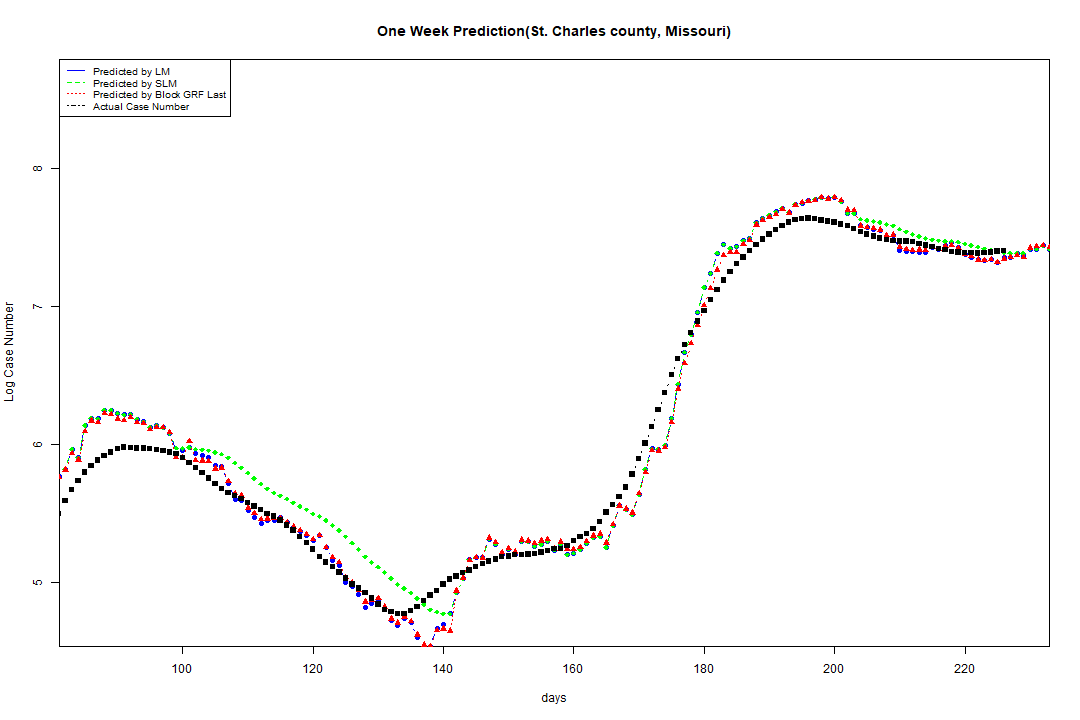 One Week Prediction(St. Charles county, Missouri)
Predicted by LM
Predicted by SLM
Predicted by Block GRF Last
Actual Case Number
8
7
6
5
Log Case Number
100 120 140 160 180 200 220
days